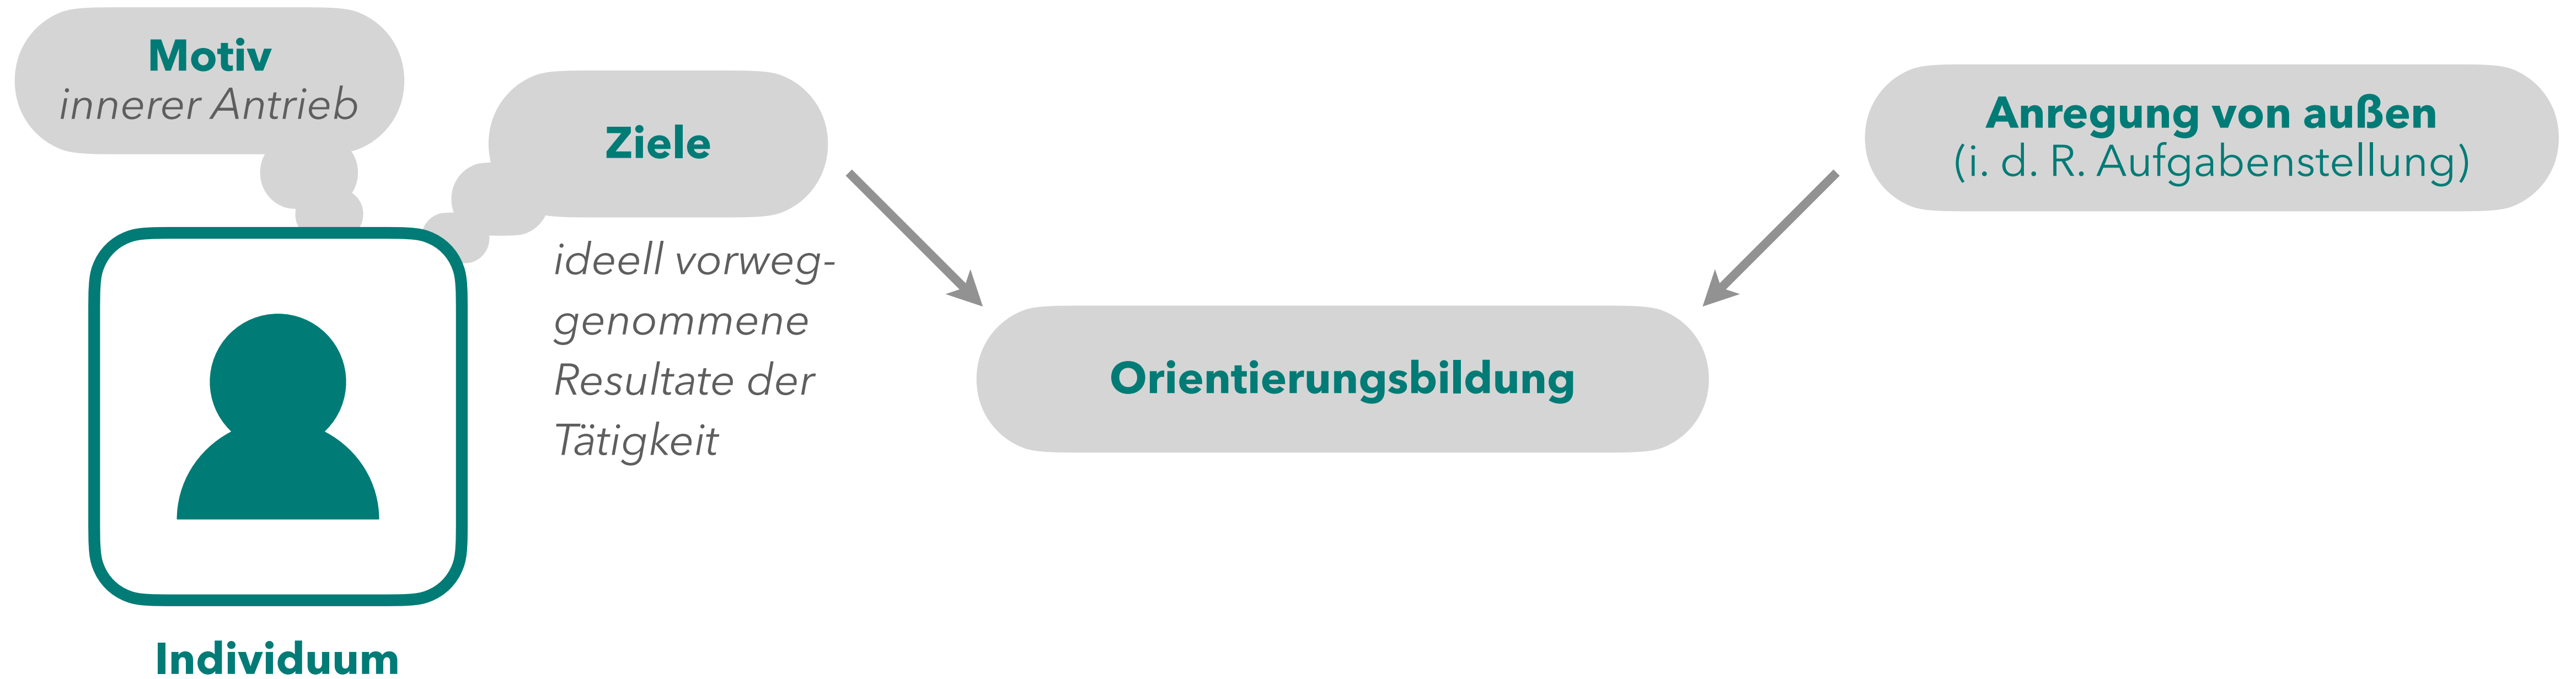 Motiv
innerer Antrieb
Ziele
ideell vorweg-
genommene
Resultate der
Tätigkeit
Individuum
Orientierungsbildung
Anregung von außen
(i. d. R. Aufgabenstellung)